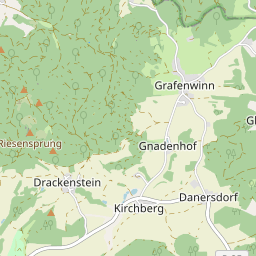 Grafenwinn
Riesensprung
Gnadenhof
Drackenstein
Danersdorf
Kirchberg